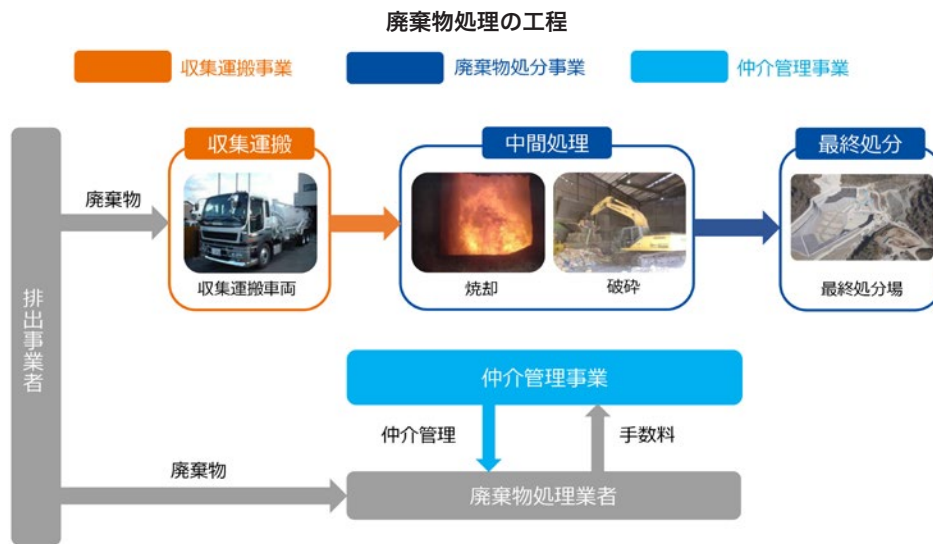 廃棄物処理の工程
収集運搬事業
廃棄物処分事業
仲介管理事業
収集運搬
中間処理
最終処分
廃棄物
収集運搬車両
焼却
破砕
最終処分場
排出事業者
仲介管理事業
仲介管理
手数料
廃棄物
廃棄物処理業者